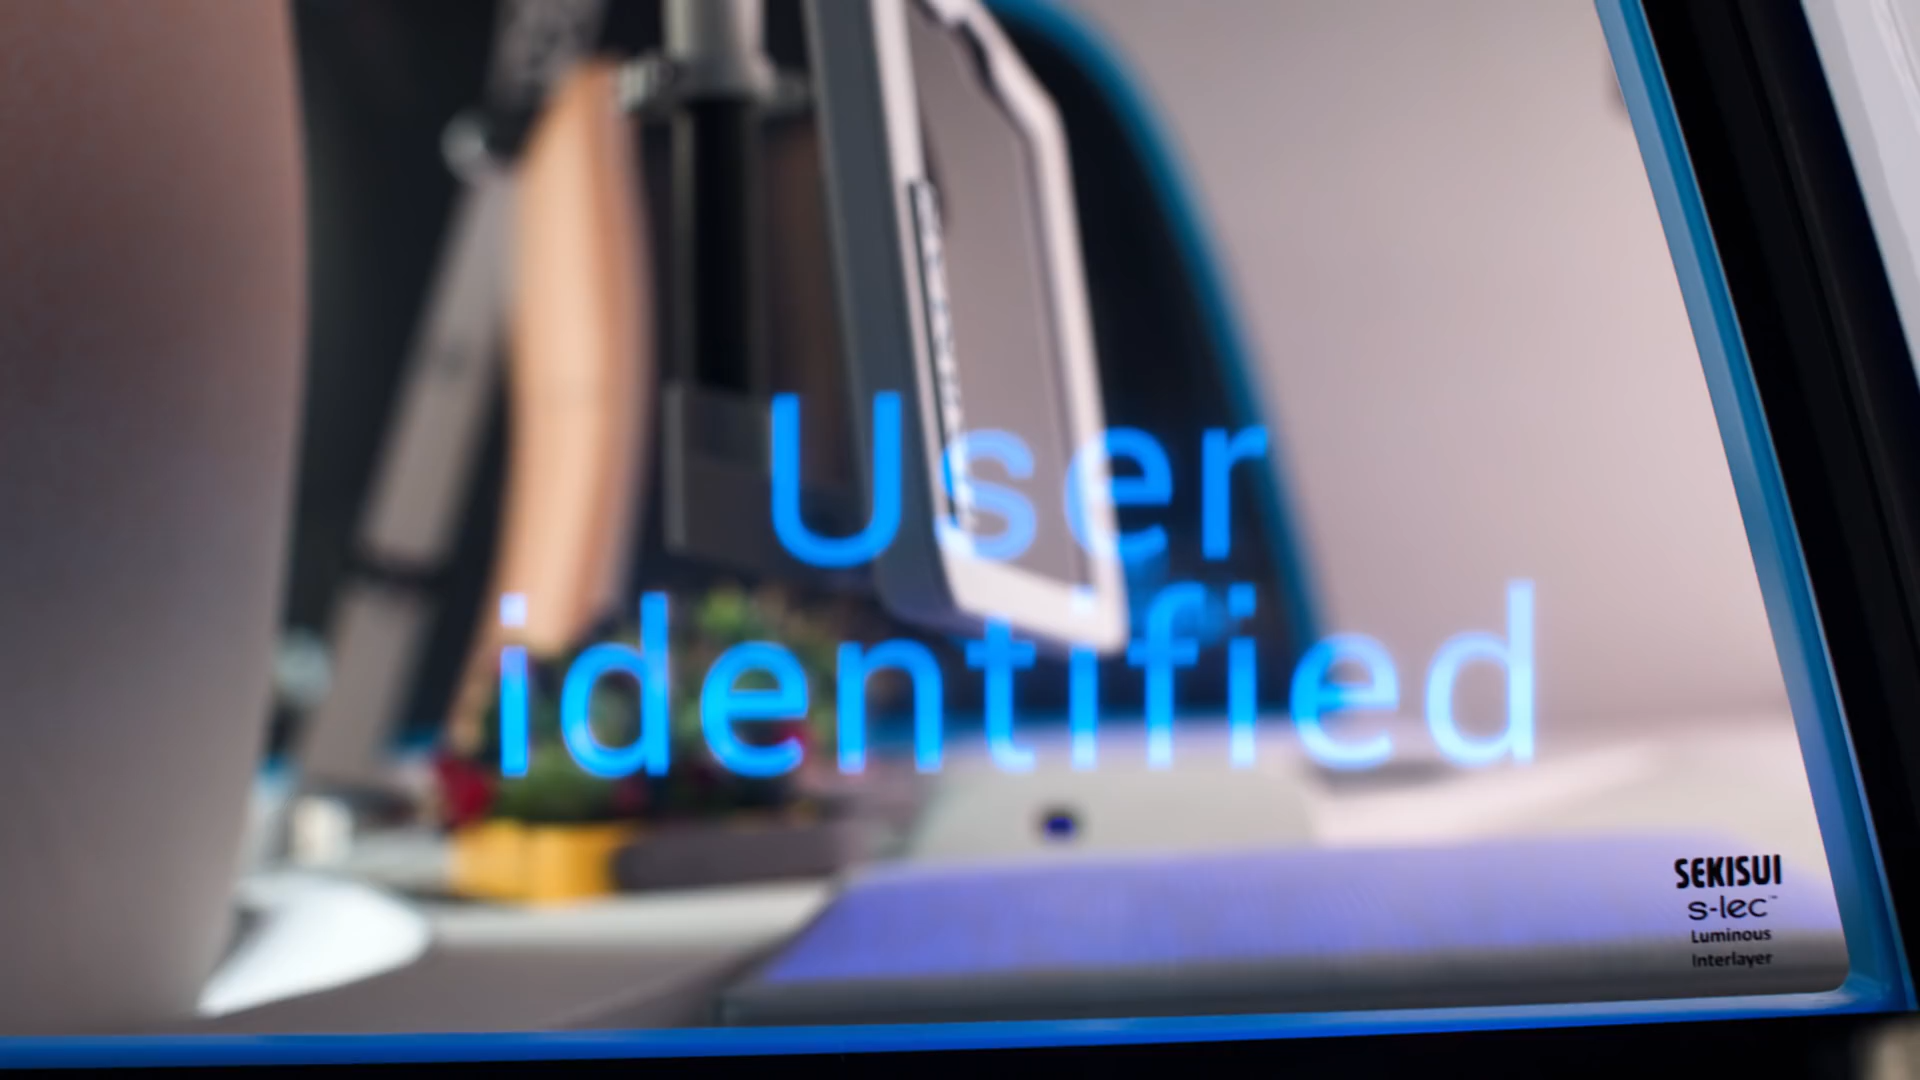 User
identified
SEKISUI
s-lec™
Luminous
Interlayer